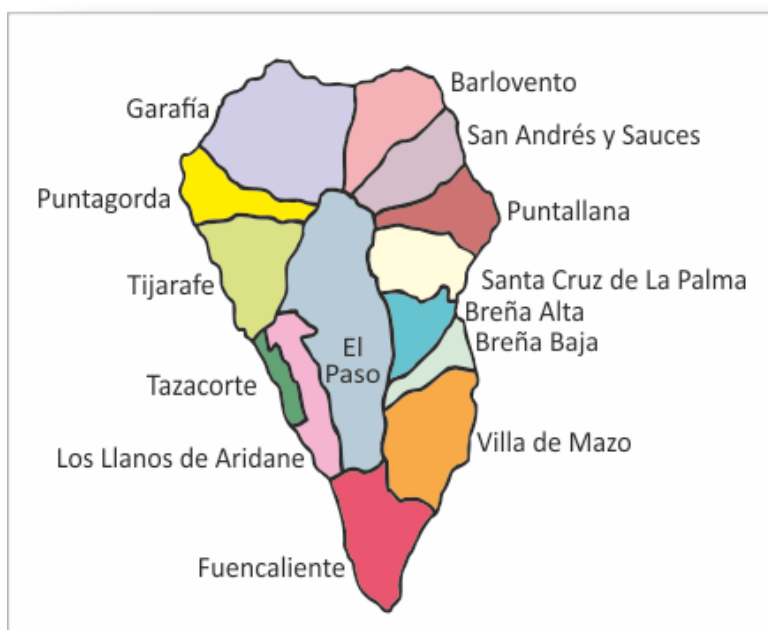 Barlovento
Garafía
San Andrés y Sauces
Puntagorda
Puntallana
Tijarafe
Santa Cruz de La Palma
Breña Alta
Breña Baja
El
Paso
Tazacorte
Villa de Mazo
Los Llanos de Aridane
Fuencaliente